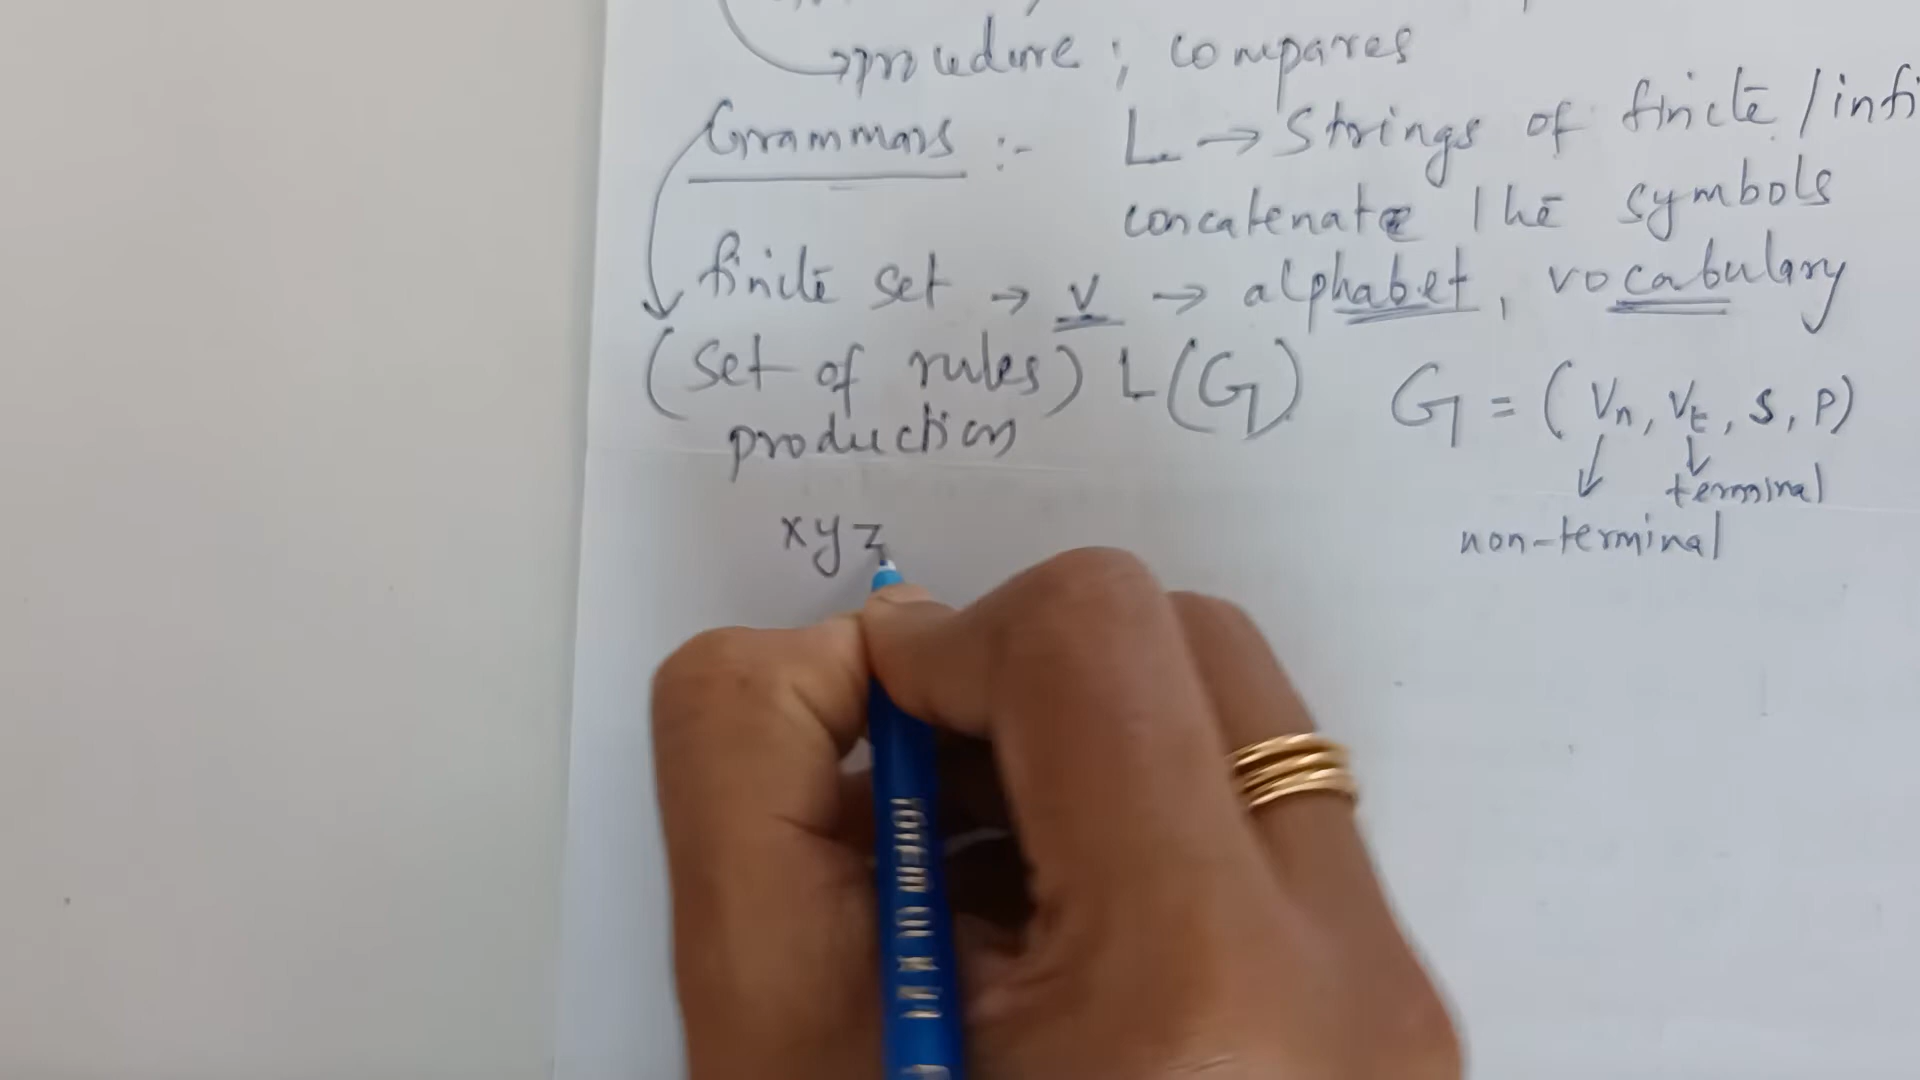 procedure ; compares
Grammars :- L → Strings of finite / infi
concatenate the symbols
finite set → V → alphabet, vocabulary
(set of rules) L(G) G = (Vn, Vt, S, P)
production
terminal
non-terminal
xyz